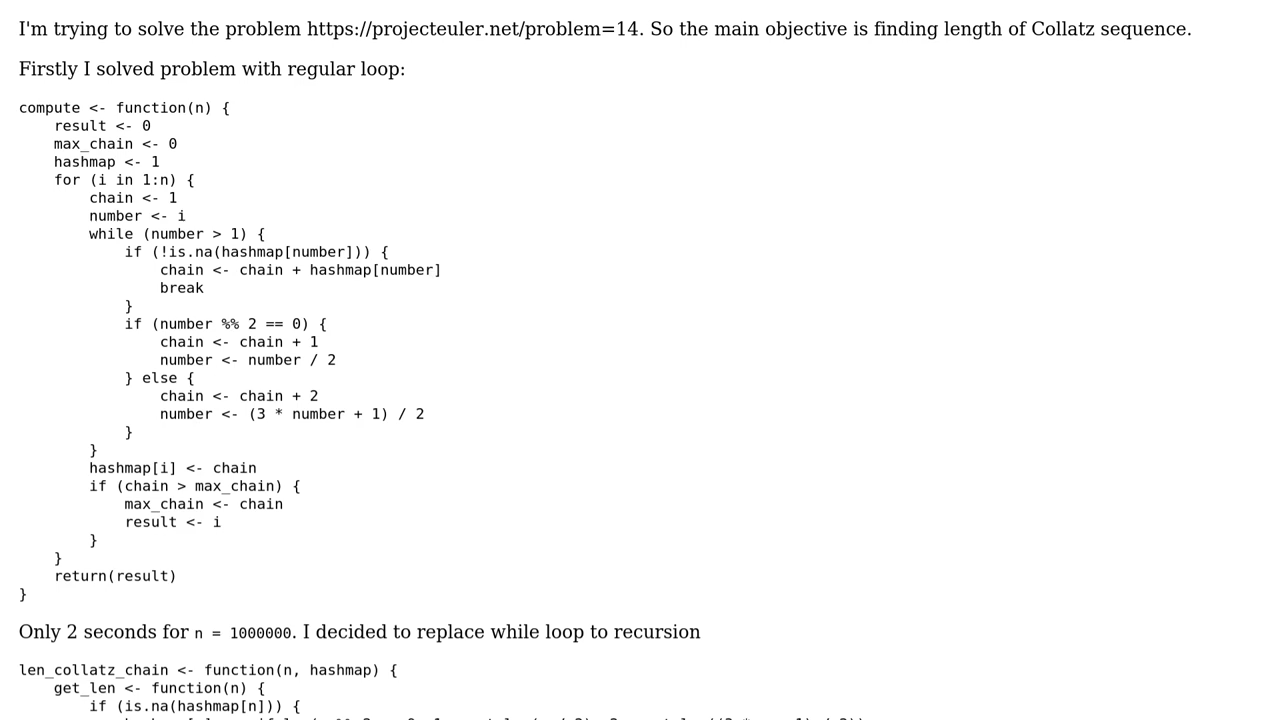 I'm trying to solve the problem https://projecteuler.net/problem=14. So the main objective is finding length of Collatz sequence.
Firstly I solved problem with regular loop:
compute <- function(n) {
    result <- 0
    max_chain <- 0
    hashmap <- 1
    for (i in 1:n) {
        chain <- 1
        number <- i
        while (number > 1) {
            if (!is.na(hashmap[number])) {
                chain <- chain + hashmap[number]
                break
            }
            if (number %% 2 == 0) {
                chain <- chain + 1
                number <- number / 2
            } else {
                chain <- chain + 2
                number <- (3 * number + 1) / 2
            }
        }
        hashmap[i] <- chain
        if (chain > max_chain) {
            max_chain <- chain
            result <- i
        }
    }
    return(result)
}
Only 2 seconds for n = 1000000. I decided to replace while loop to recursion
len_collatz_chain <- function(n, hashmap) {
    get_len <- function(n) {
        if (is.na(hashmap[n])) {